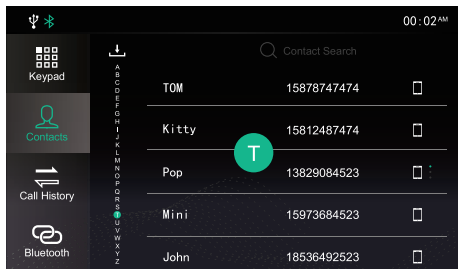 00:02AM
Contact Search
Keypad
Contacts
Call History
Bluetooth
A
B
C
D
E
F
G
H
I
J
K
L
M
N
O
P
Q
R
S
T
U
V
W
X
Y
Z
TOM 15878747474
Kitty 15812487474
T
Pop 13829084523
Mini 15973684523
John 18536492523